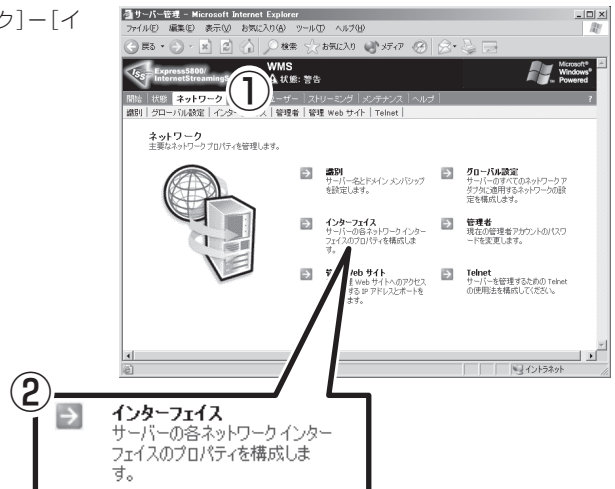 ク]-[イ
サーバー管理 - Microsoft Internet Explorer
ファイル(F) 編集(E) 表示(V) お気に入り(A) ツール(T) ヘルプ(H)
戻る 検索 お気に入り メディア
Iss Express5800/
InternetStreamingS
WMS
状態: 警告
Microsoft®
Windows®
Powered
開始 状態 ネットワーク ① ーザー ストリーミング メンテナンス ヘルプ ?
識別 グローバル設定 インター 管理者 管理 Web サイト Telnet
ネットワーク
主要なネットワーク プロパティを管理します。
識別
サーバー名とドメイン メンバシップ
を設定します。
グローバル設定
サーバーのすべてのネットワーク ア
ダプタに適用するネットワークの設
定を構成します。
インターフェイス
サーバーの各ネットワーク インター
フェイスのプロパティを構成しま
す。
管理者
現在の管理者アカウントのパスワ
ードを変更します。
Web サイト
Web サイトへのアクセス
する IP アドレスとポートを
ます。
Telnet
サーバーを管理するための Telnet
の使用法を構成してください。
イントラネット
②
インターフェイス
サーバーの各ネットワーク インター
フェイスのプロパティを構成しま
す。